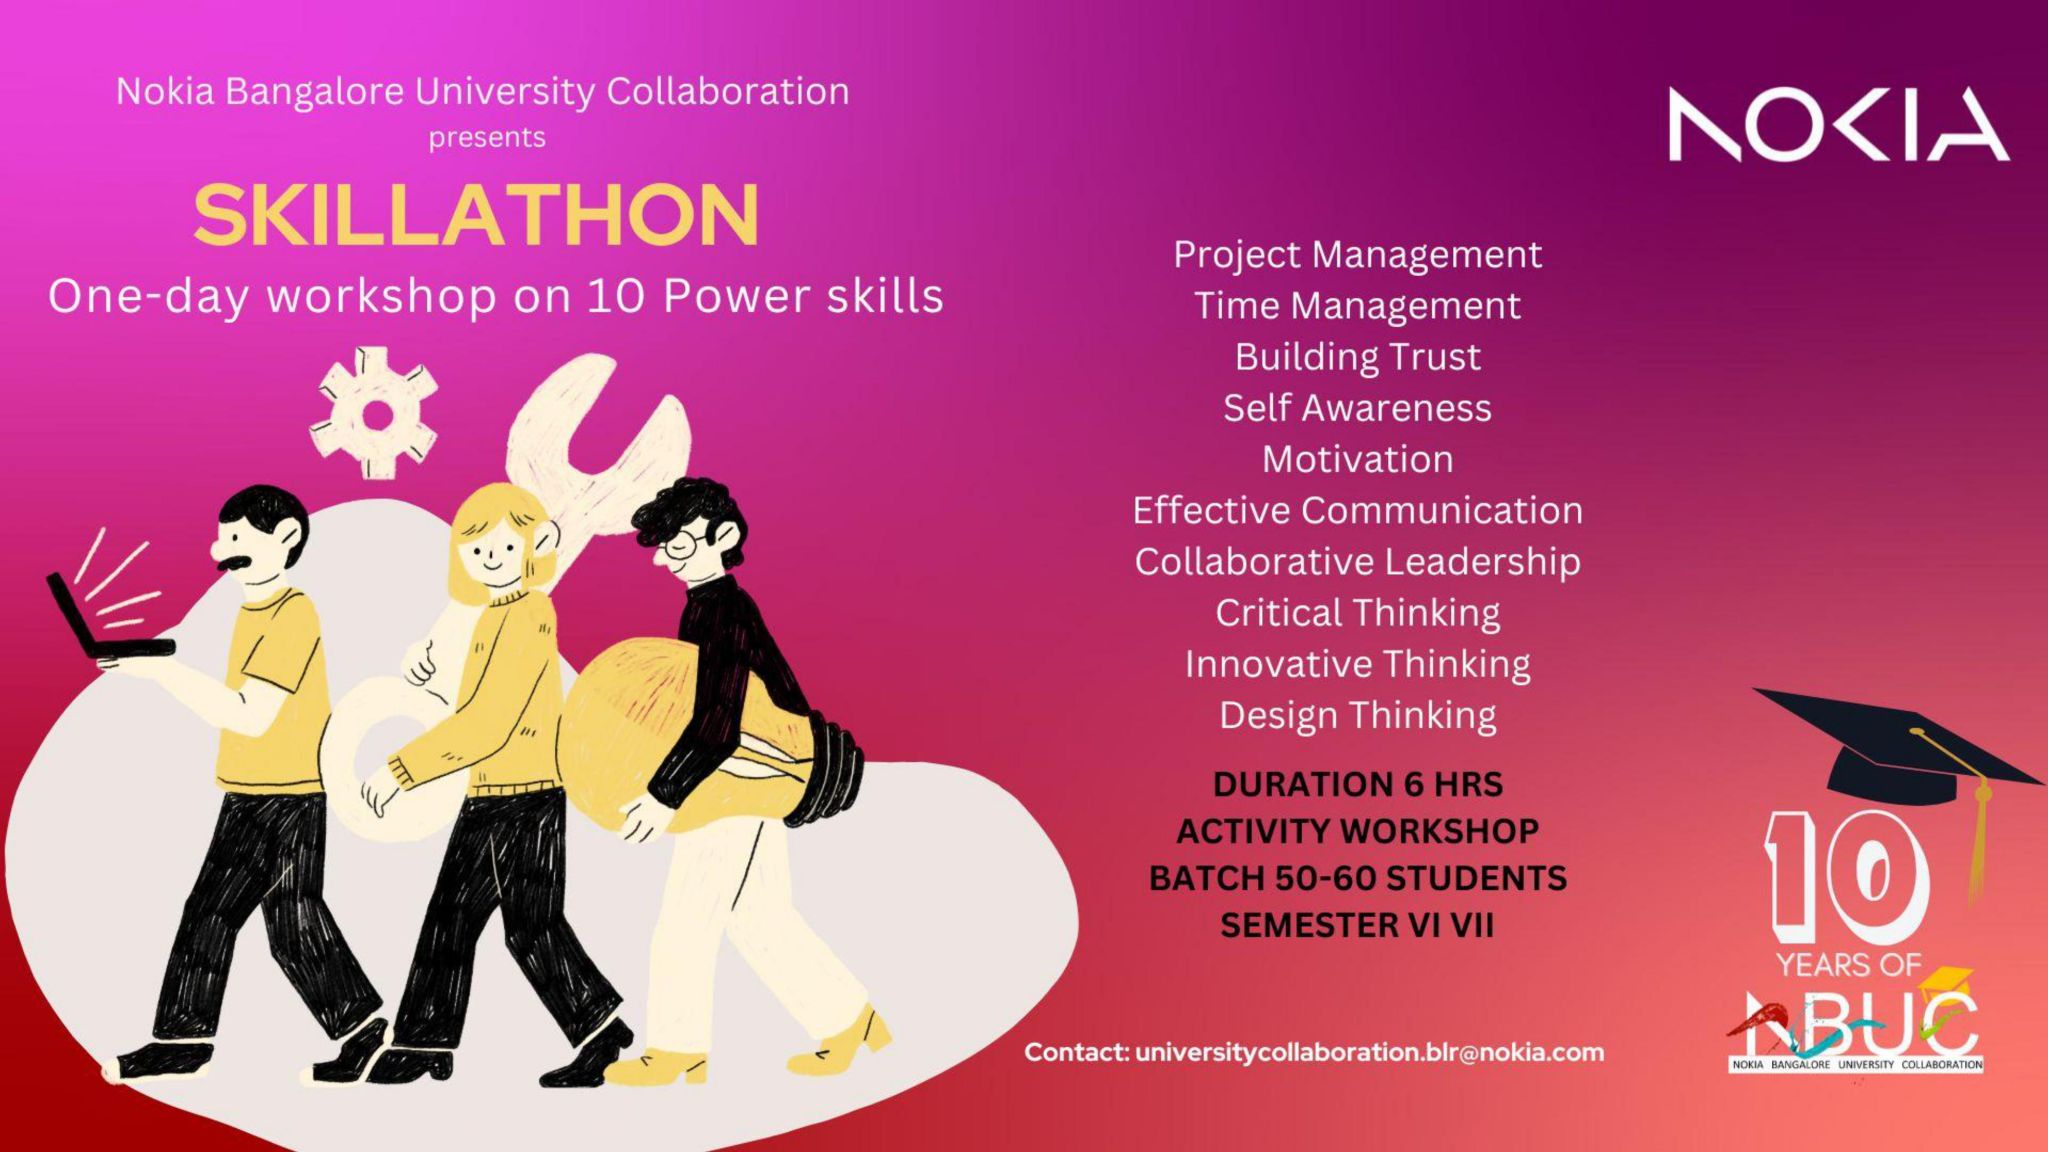 Nokia Bangalore University Collaboration
presents
SKILLATHON
One-day workshop on 10 Power skills
NOKIA
Project Management
Time Management
Building Trust
Self Awareness
Motivation
Effective Communication
Collaborative Leadership
Critical Thinking
Innovative Thinking
Design Thinking
DURATION 6 HRS
ACTIVITY WORKSHOP
BATCH 50-60 STUDENTS
SEMESTER VI VII
Contact: universitycollaboration.blr@nokia.com
10
YEARS OF
NBUC
NOKIA BANGALORE UNIVERSITY COLLABORATION